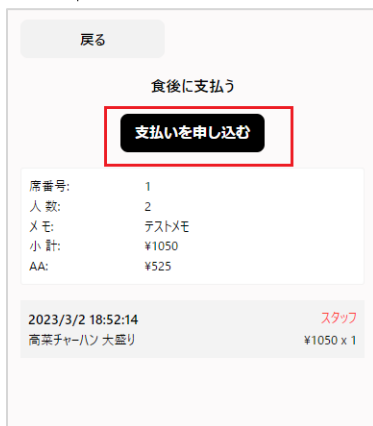 戻る
食後に支払う
支払いを申し込む
席番号: 1
人 数: 2
メ モ: テストメモ
小 計: ¥1050
AA: ¥525
2023/3/2 18:52:14 スタッフ
高菜チャーハン 大盛り ¥1050 x 1